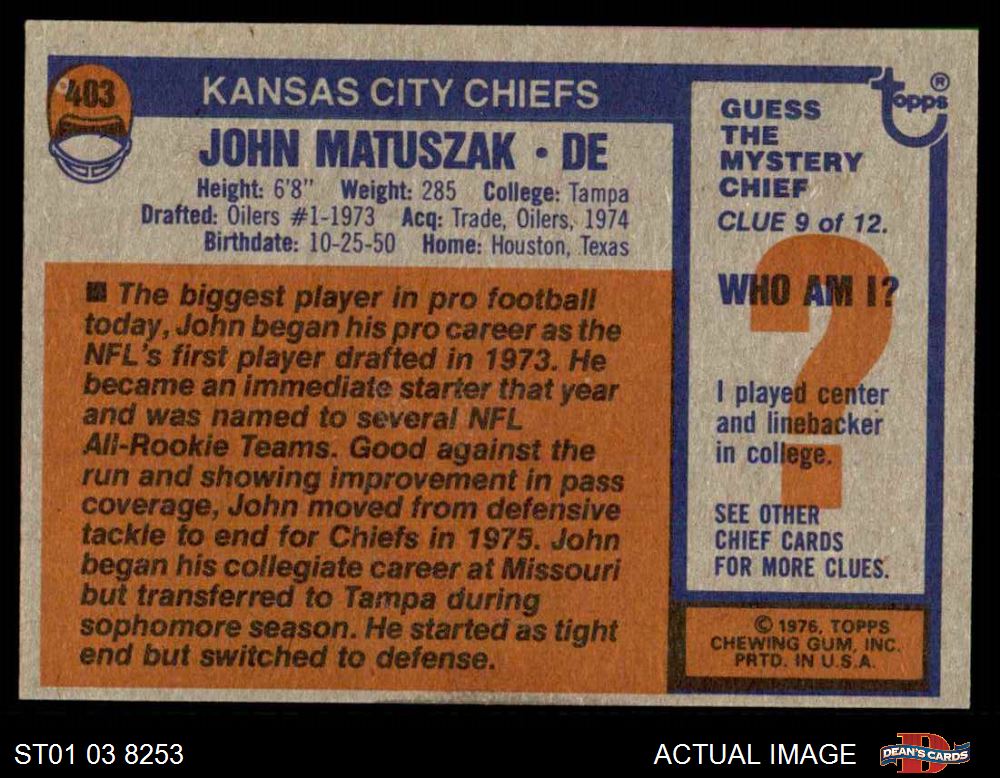 403
KANSAS CITY CHIEFS
JOHN MATUSZAK • DE
Height: 6'8" Weight: 285 College: Tampa
Drafted: Oilers #1-1973 Acq: Trade, Oilers, 1974
Birthdate: 10-25-50 Home: Houston, Texas
■ The biggest player in pro football
today, John began his pro career as the
NFL's first player drafted in 1973. He
became an immediate starter that year
and was named to several NFL
All-Rookie Teams. Good against the
run and showing improvement in pass
coverage, John moved from defensive
tackle to end for Chiefs in 1975. John
began his collegiate career at Missouri
but transferred to Tampa during
sophomore season. He started as tight
end but switched to defense.
topps®
GUESS
THE
MYSTERY
CHIEF
CLUE 9 of 12.
?
WHO AM I?
I played center
and linebacker
in college.
SEE OTHER
CHIEF CARDS
FOR MORE CLUES.
© 1976, TOPPS
CHEWING GUM, INC.
PRTD. IN U.S.A.
ST01 03 8253
ACTUAL IMAGE
D
DEAN'S CARDS